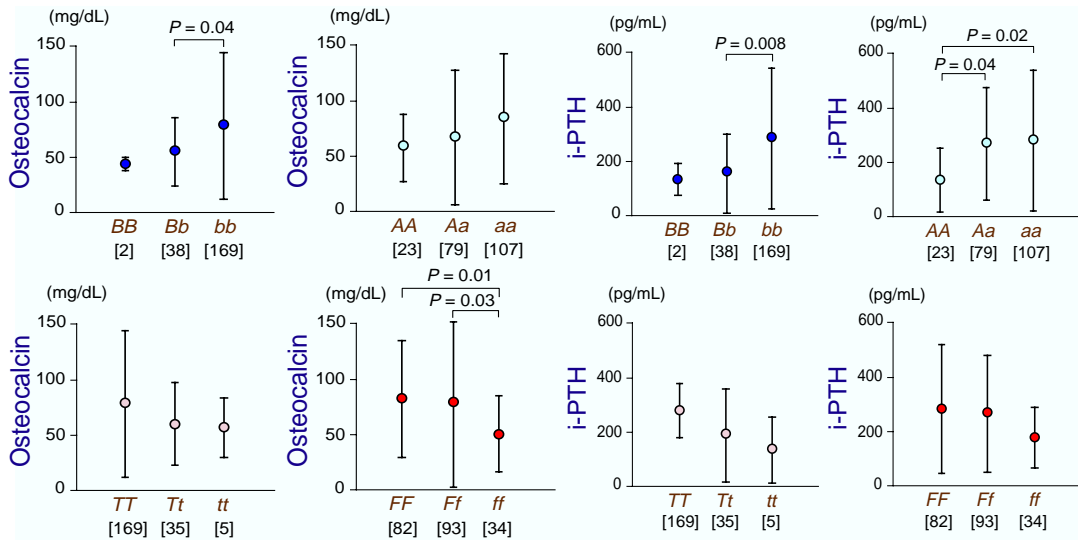 (mg/dL)
Osteocalcin
150
100
50
0
P = 0.04
BB Bb bb
[2] [38] [169]
(mg/dL)
Osteocalcin
150
100
50
0
AA Aa aa
[23] [79] [107]
(pg/mL)
i-PTH
600
400
200
0
P = 0.008
BB Bb bb
[2] [38] [169]
(pg/mL)
i-PTH
600
400
200
0
P = 0.02
P = 0.04
AA Aa aa
[23] [79] [107]
(mg/dL)
Osteocalcin
150
100
50
0
TT Tt tt
[169] [35] [5]
(mg/dL)
Osteocalcin
150
100
50
0
P = 0.01
P = 0.03
FF Ff ff
[82] [93] [34]
(pg/mL)
i-PTH
600
400
200
0
TT Tt tt
[169] [35] [5]
(pg/mL)
i-PTH
600
400
200
0
FF Ff ff
[82] [93] [34]